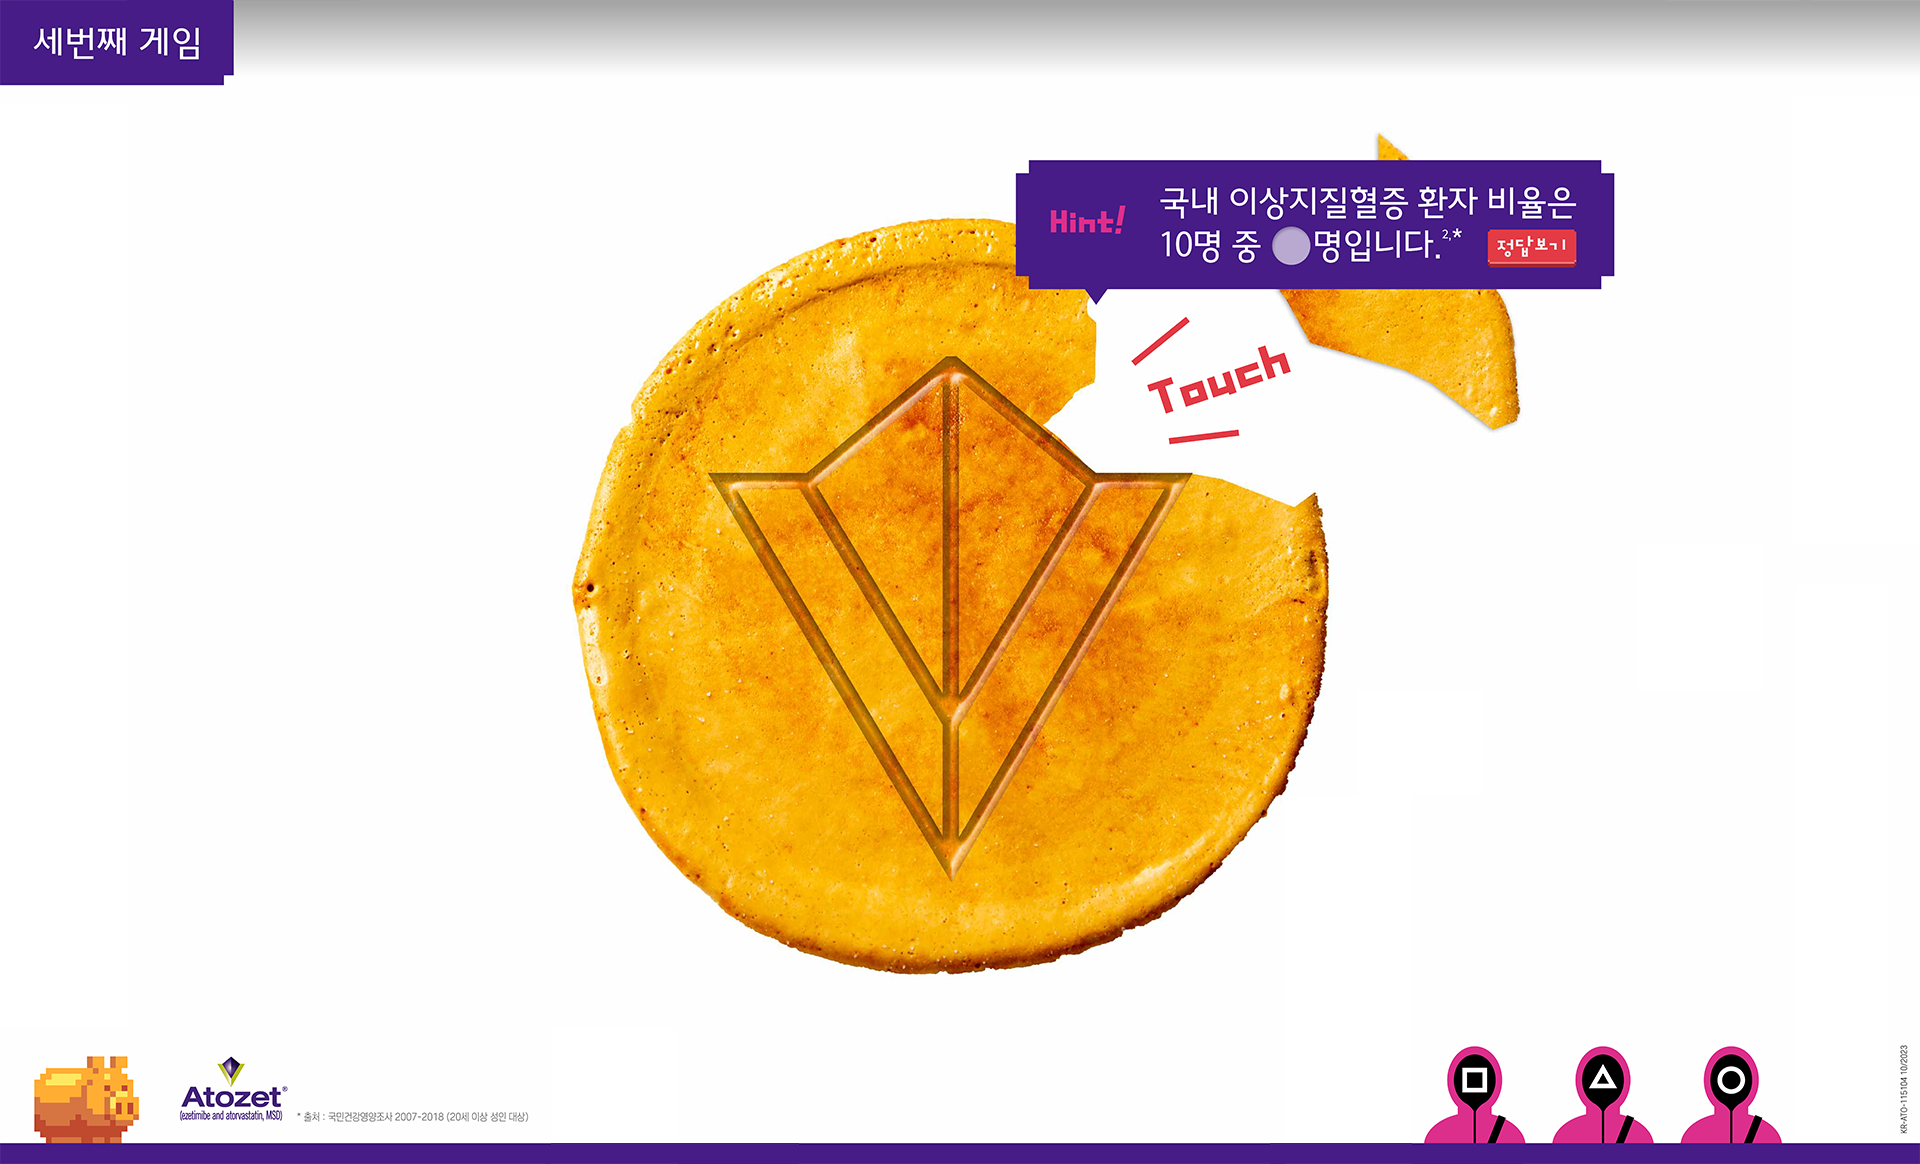 세번째 게임
Hint!
국내 이상지질혈증 환자 비율은
10명 중 명입니다.2,*
정답보기
Touch
Atozet®
(ezetimibe and atorvastatin, MSD)
* 출처 : 국민건강영양조사 2007-2018 (20세 이상 성인 대상)
KR-ATO-115104 10/2023